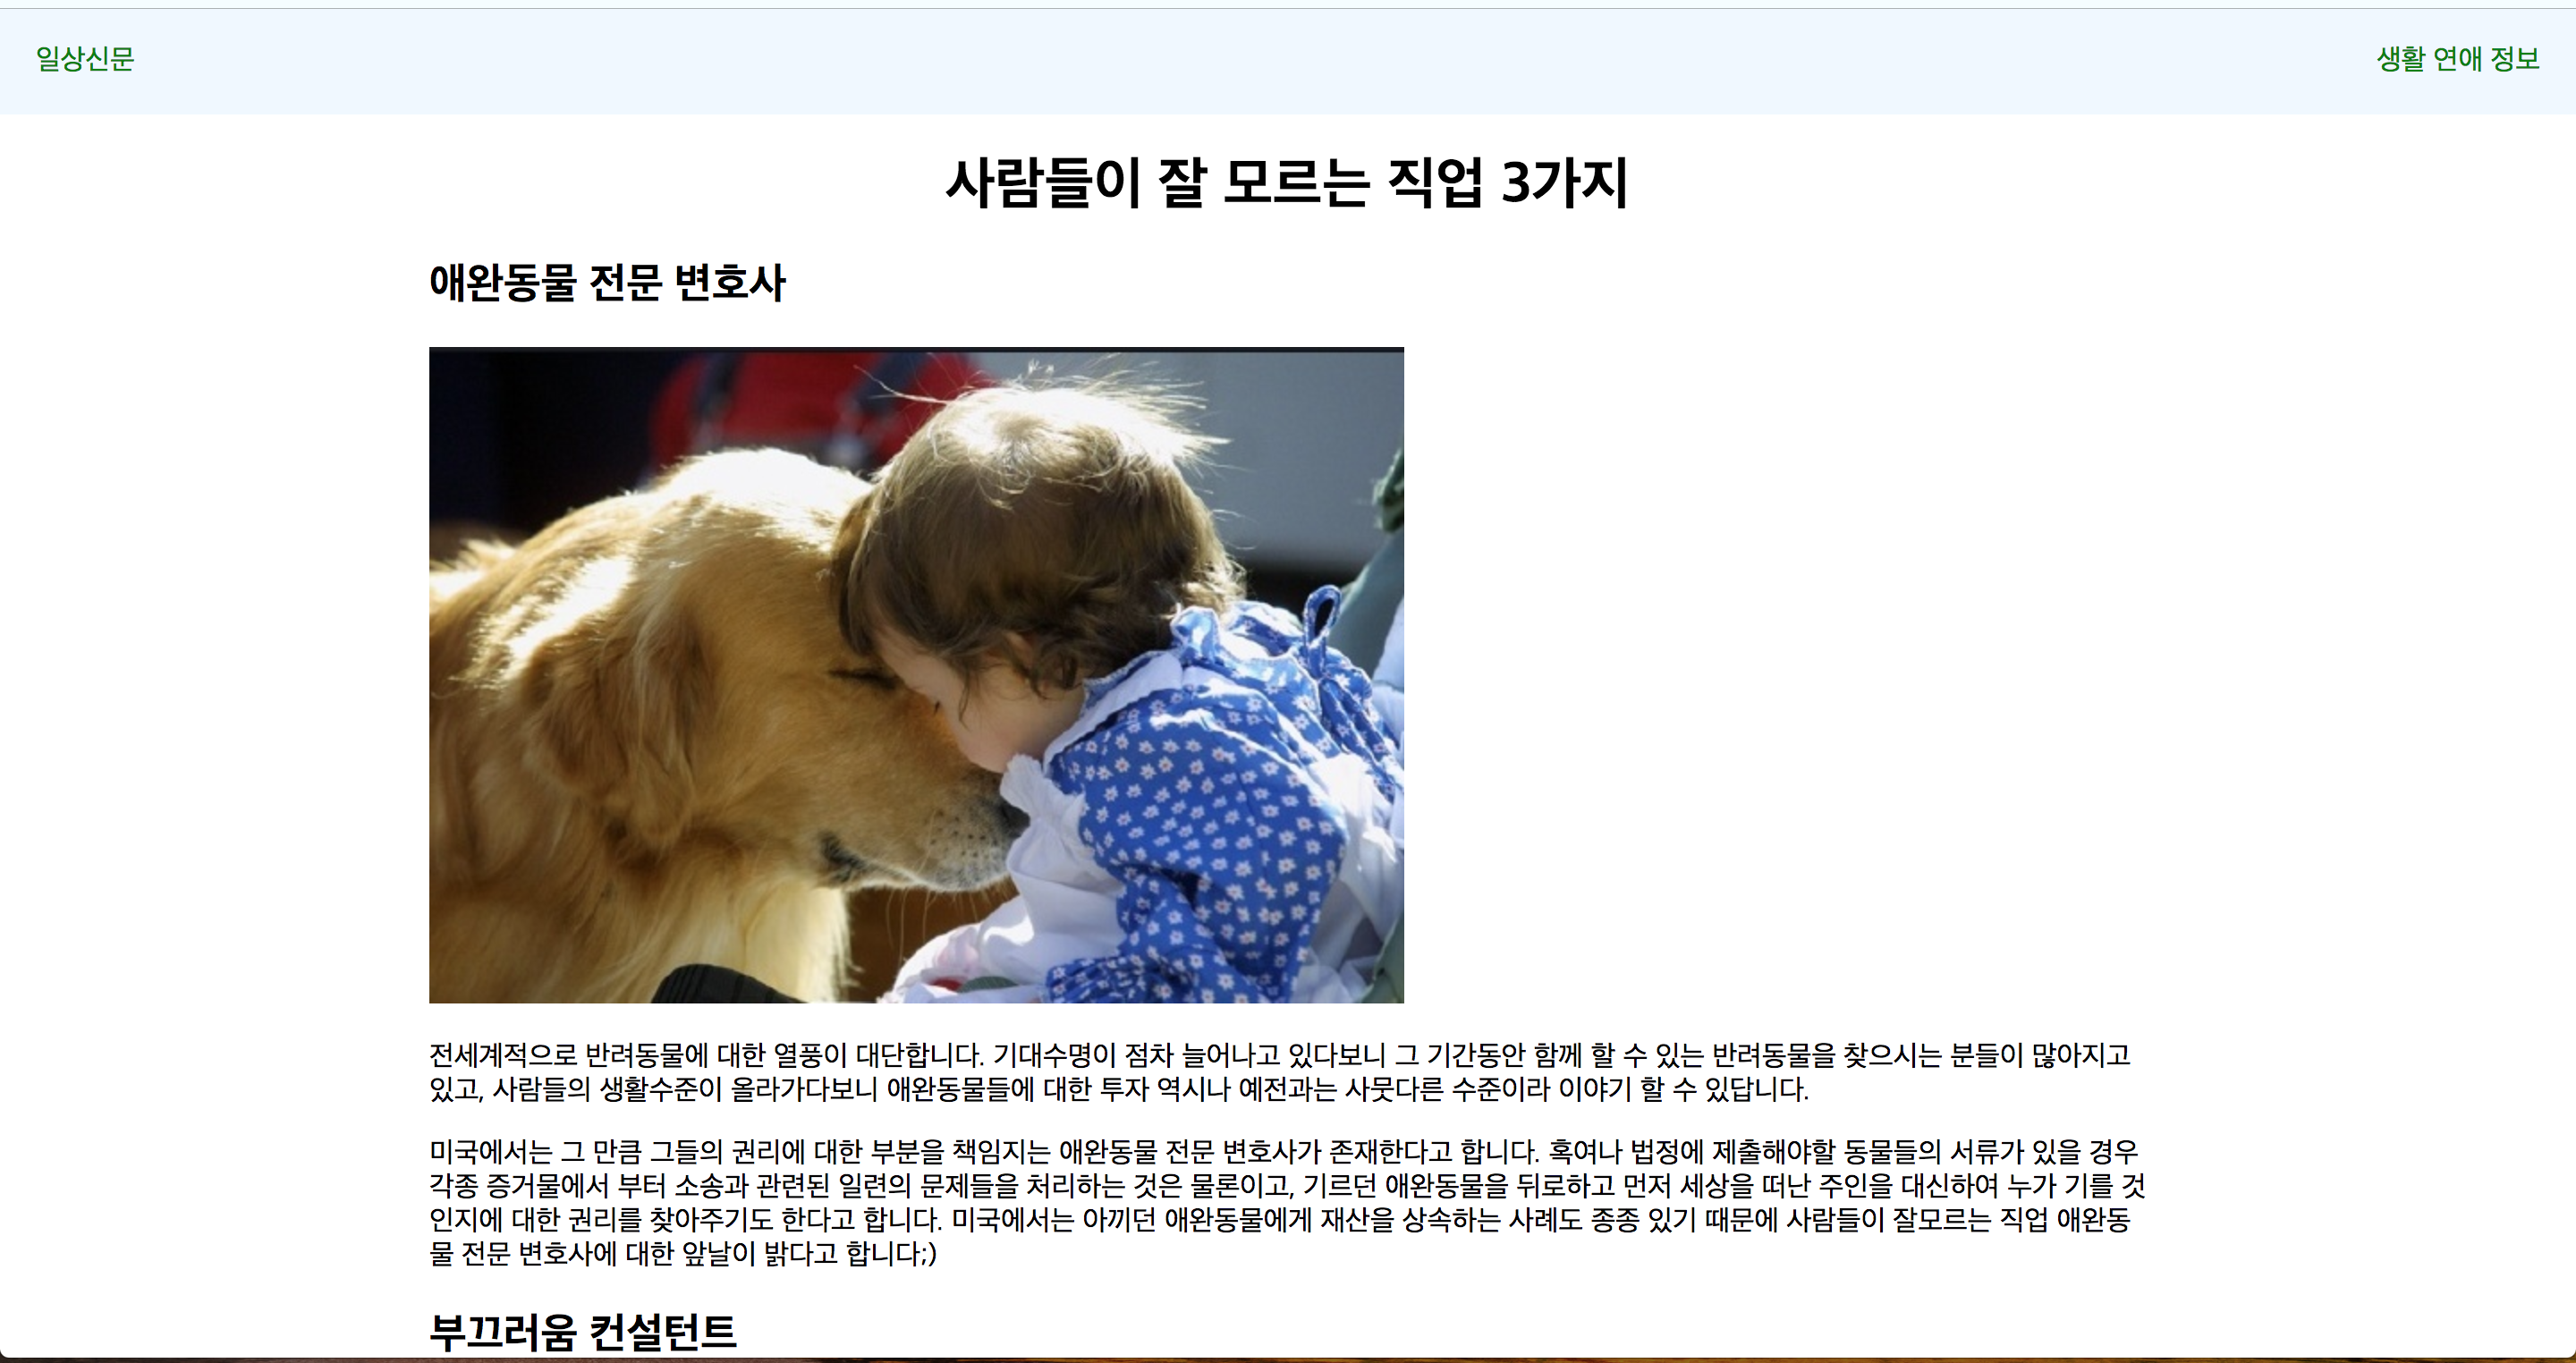 일상신문
생활 연애 정보
사람들이 잘 모르는 직업 3가지
애완동물 전문 변호사
전세계적으로 반려동물에 대한 열풍이 대단합니다. 기대수명이 점차 늘어나고 있다보니 그 기간동안 함께 할 수 있는 반려동물을 찾으시는 분들이 많아지고
있고, 사람들의 생활수준이 올라가다보니 애완동물들에 대한 투자 역시나 예전과는 사뭇다른 수준이라 이야기 할 수 있답니다.
미국에서는 그 만큼 그들의 권리에 대한 부분을 책임지는 애완동물 전문 변호사가 존재한다고 합니다. 혹여나 법정에 제출해야할 동물들의 서류가 있을 경우
각종 증거물에서 부터 소송과 관련된 일련의 문제들을 처리하는 것은 물론이고, 기르던 애완동물을 뒤로하고 먼저 세상을 떠난 주인을 대신하여 누가 기를 것
인지에 대한 권리를 찾아주기도 한다고 합니다. 미국에서는 아끼던 애완동물에게 재산을 상속하는 사례도 종종 있기 때문에 사람들이 잘모르는 직업 애완동
물 전문 변호사에 대한 앞날이 밝다고 합니다;)
부끄러움 컨설턴트